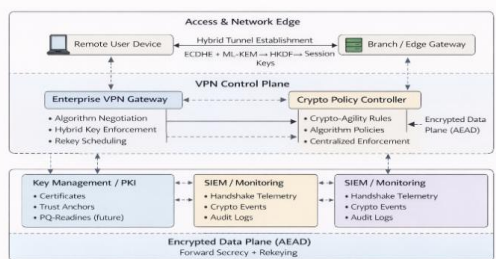 Access & Network Edge
Remote User Device
Hybrid Tunnel Establishment
ECDHE + ML-KEM → HKDF → Session
Keys
Branch / Edge Gateway
VPN Control Plane
Enterprise VPN Gateway
• Algorithm Negotiation
• Hybrid Key Enforcement
• Rekey Scheduling
Crypto Policy Controller
• Crypto-Agility Rules
• Algorithm Policies
• Centralized Enforcement
Encrypted Data
Plane (AEAD)
Key Management / PKI
• Certificates
• Trust Anchors
• PQ-Readines (future)
SIEM / Monitoring
• Handshake Telemetry
• Crypto Events
• Audit Logs
SIEM / Monitoring
• Handshake Telemetry
• Crypto Events
• Audit Logs
Encrypted Data Plane (AEAD)
Forward Secrecy + Rekeying